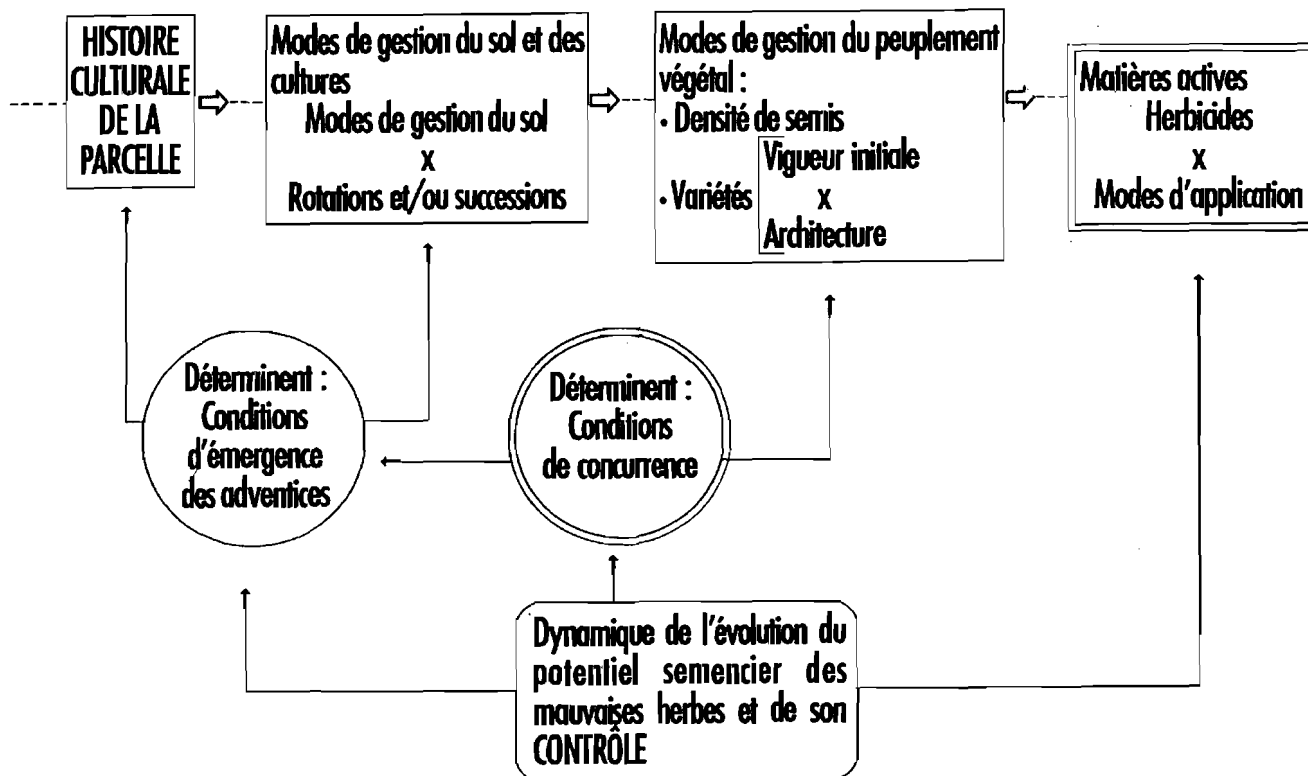 HISTOIRE
CULTURALE
DE LA
PARCELLE
Modes de gestion du sol et des
cultures
Modes de gestion du sol
x
Rotations et/ou successions
Modes de gestion du peuplement
végétal :
• Densité de semis
Vigueur initiale
• Variétés x
Architecture
Matières actives
Herbicides
x
Modes d'application
Déterminent :
Conditions
d'émergence
des adventices
Déterminent :
Conditions
de concurrence
Dynamique de l'évolution du
potentiel semencier des
mauvaises herbes et de son
CONTRÔLE